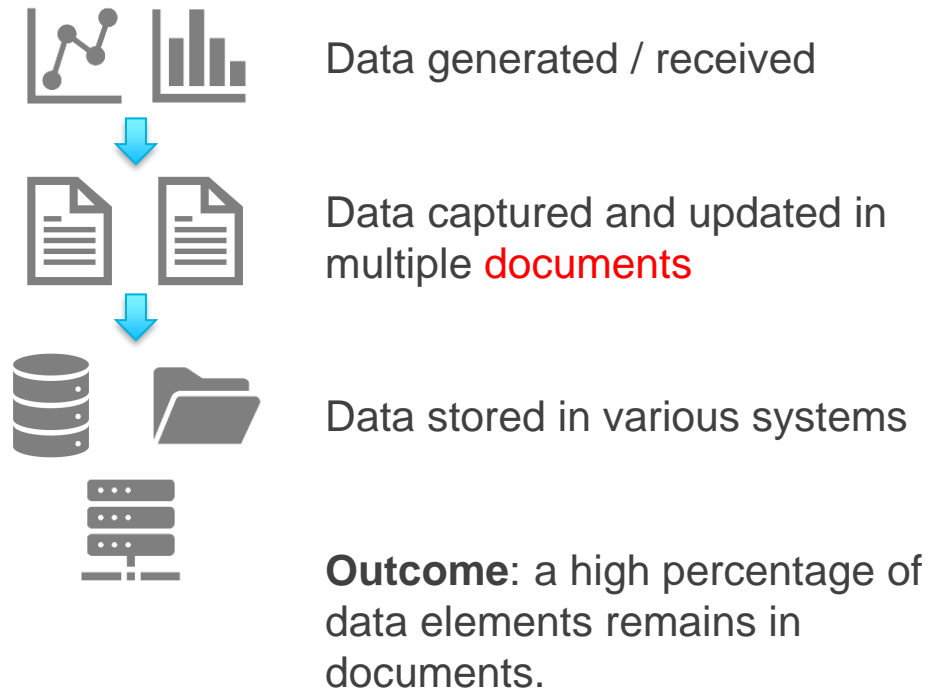 Data generated / received
Data captured and updated in
multiple documents
Data stored in various systems
Outcome: a high percentage of
data elements remains in
documents.